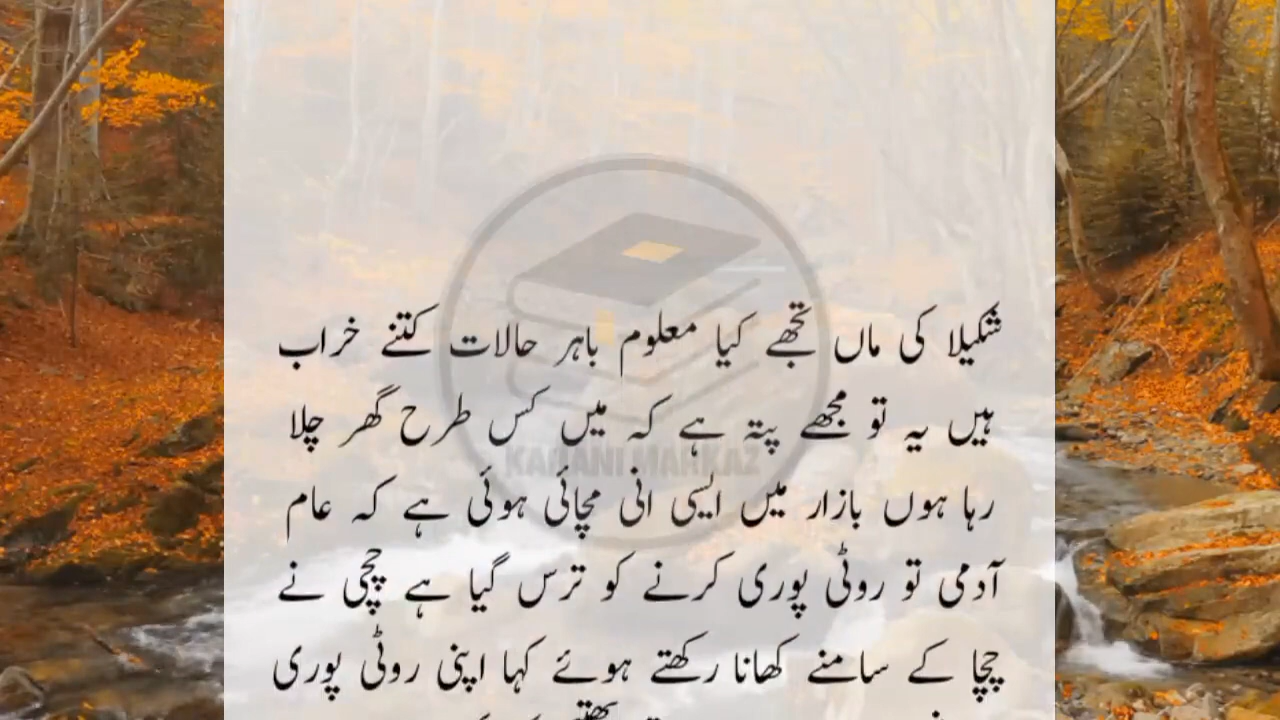 شکیلا کی ماں تجھے کیا معلوم باہر حالات کتنے خراب
ہیں یہ تو مجھے پتہ ہے کہ میں کس طرح گھر چلا
رہا ہوں بازار میں ایسی انی مچائی ہوئی ہے کہ عام
آدمی تو روٹی پوری کرنے کو ترس گیا ہے چچی نے
چچا کے سامنے کھانا رکھتے ہوئے کہا اپنی روٹی پوری
KAHANI MARKAZ